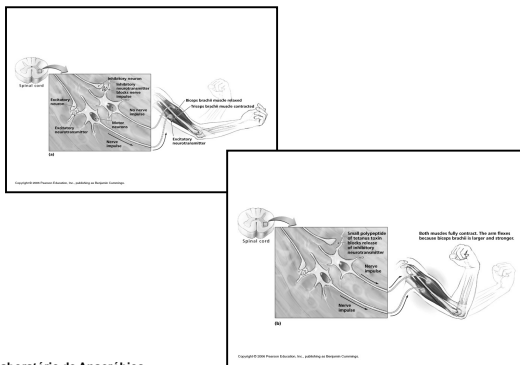 Spinal cord
Inhibitory neuron
Inhibitory
neurotransmitter
blocks nerve
impulse
Excitatory
neuron
No nerve
impulse
Motor
neurons
Excitatory
neurotransmitter
Nerve
impulse
Biceps brachii muscle relaxed
Triceps brachii muscle contracted
Excitatory
neurotransmitter
(a)
Copyright © 2006 Pearson Education, Inc., publishing as Benjamin Cummings.
Spinal cord
Small polypeptide
of tetanus toxin
blocks release
of inhibitory
neurotransmitter
Nerve
impulse
Nerve
impulse
Both muscles fully contract. The arm flexes
because biceps brachii is larger and stronger.
(b)
Copyright © 2006 Pearson Education, Inc., publishing as Benjamin Cummings.
de Anaeróbios